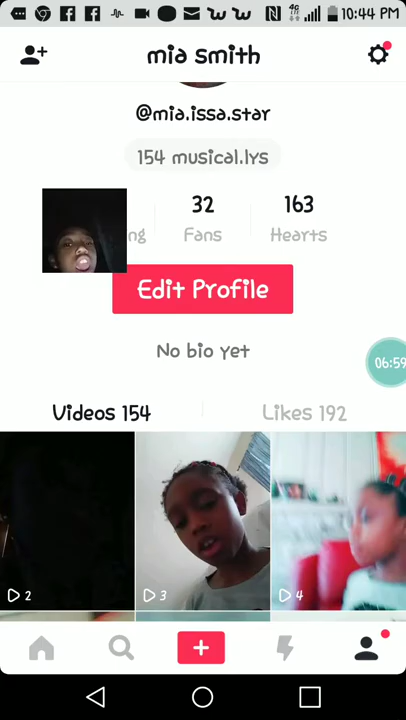 4G 10:44 PM
mia smith
@mia.issa.star
154 musical.lys
ng
32
Fans
163
Hearts
Edit Profile
No bio yet
06:59
Videos 154
Likes 192
2
3
4